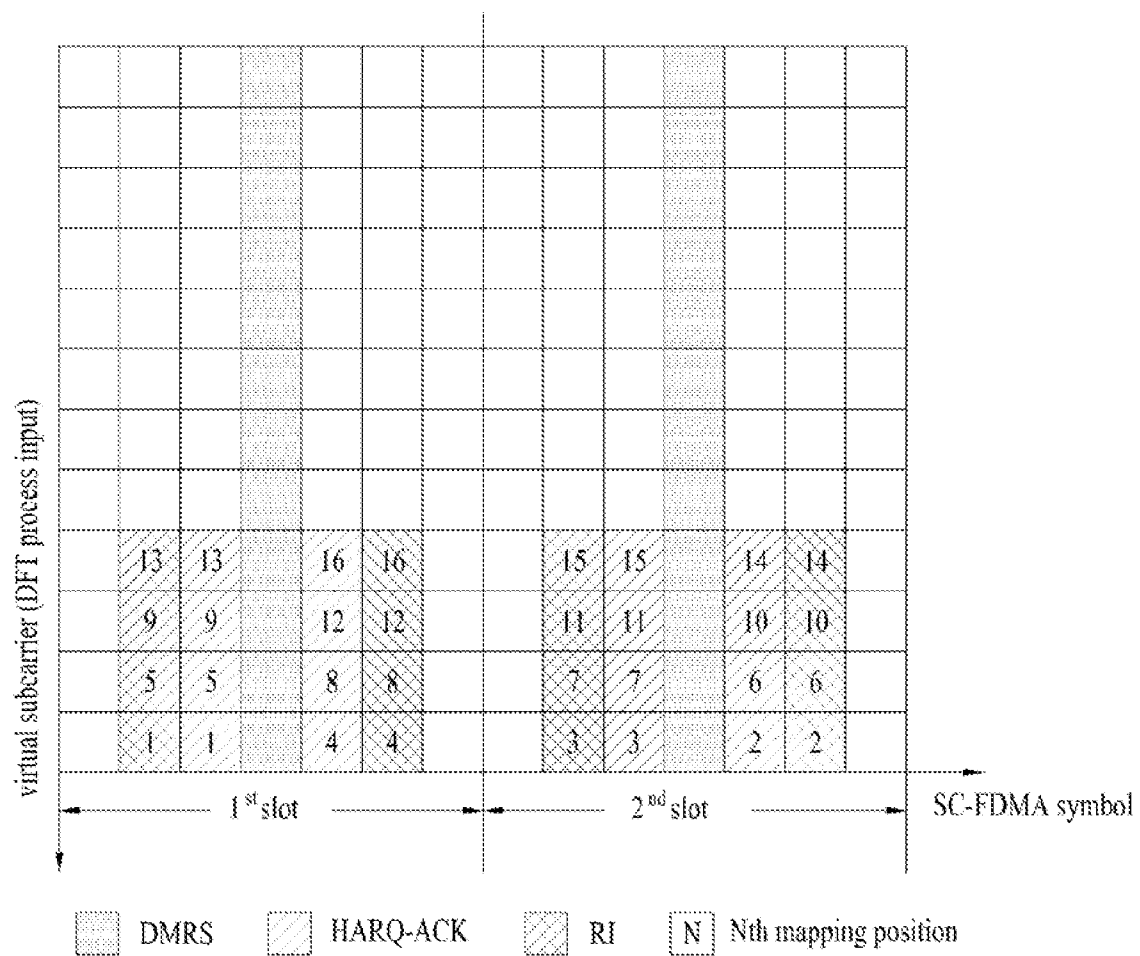 virtual subcarrier (DFT process input)
13 13 16 16 15 15 14 14
9 9 12 12 11 11 10 10
5 5 8 8 7 7 6 6
1 1 4 4 3 3 2 2
1st slot 2nd slot SC-FDMA symbol
DMRS HARQ-ACK RI N Nth mapping position